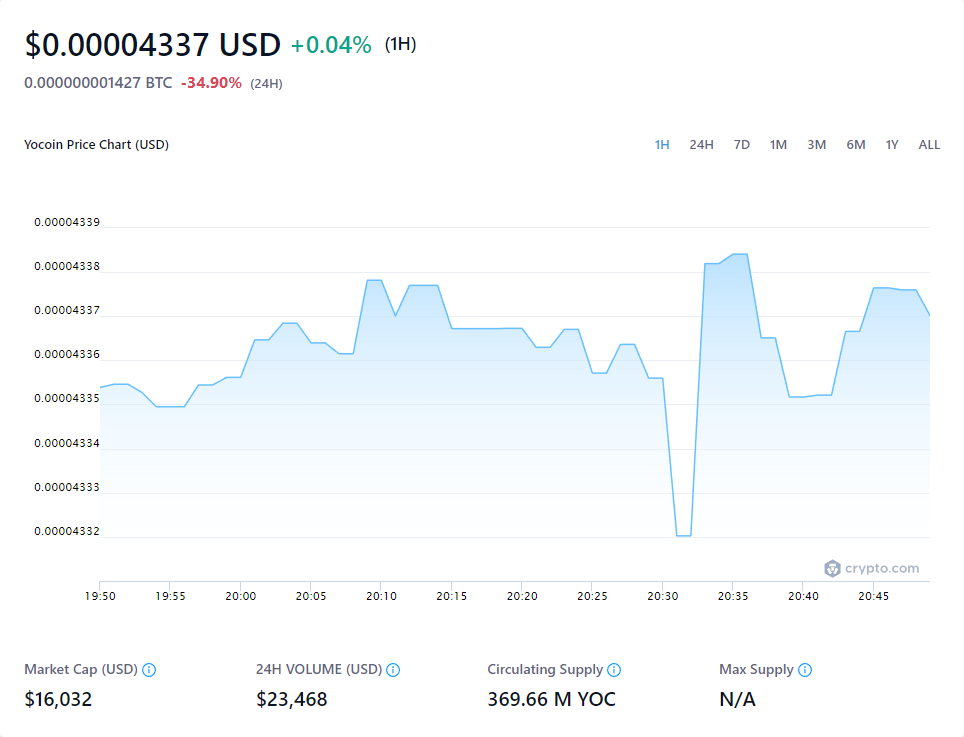 $0.00004337 USD +0.04% (1H)
0.000000001427 BTC -34.90% (24H)
Yocoin Price Chart (USD) 1H 24H 7D 1M 3M 6M 1Y ALL
0.00004339
0.00004338
0.00004337
0.00004336
0.00004335
0.00004334
0.00004333
0.00004332
crypto.com
19:50 19:55 20:00 20:05 20:10 20:15 20:20 20:25 20:30 20:35 20:40 20:45
Market Cap (USD) 24H VOLUME (USD) Circulating Supply Max Supply
$16,032 $23,468 369.66 M YOC N/A